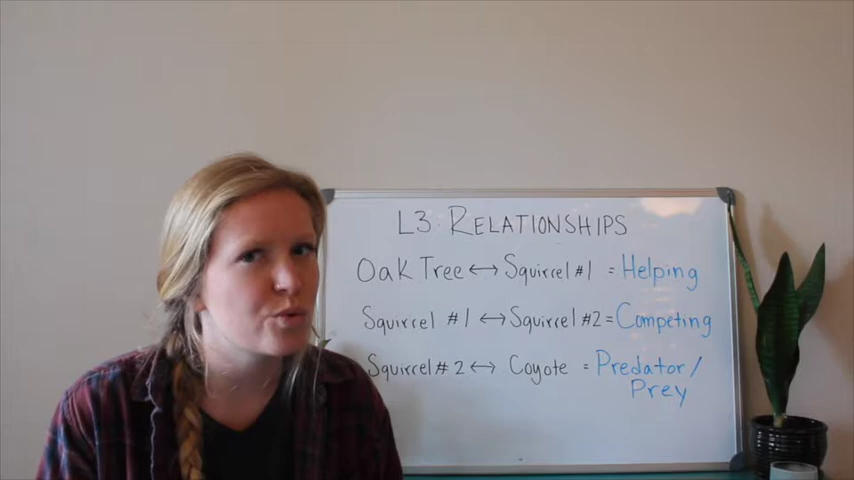 L3: RELATIONSHIPS
Oak Tree ↔ Squirrel #1 = Helping
Squirrel #1 ↔ Squirrel #2 = Competing
Squirrel #2 ↔ Coyote = Predator/
Prey